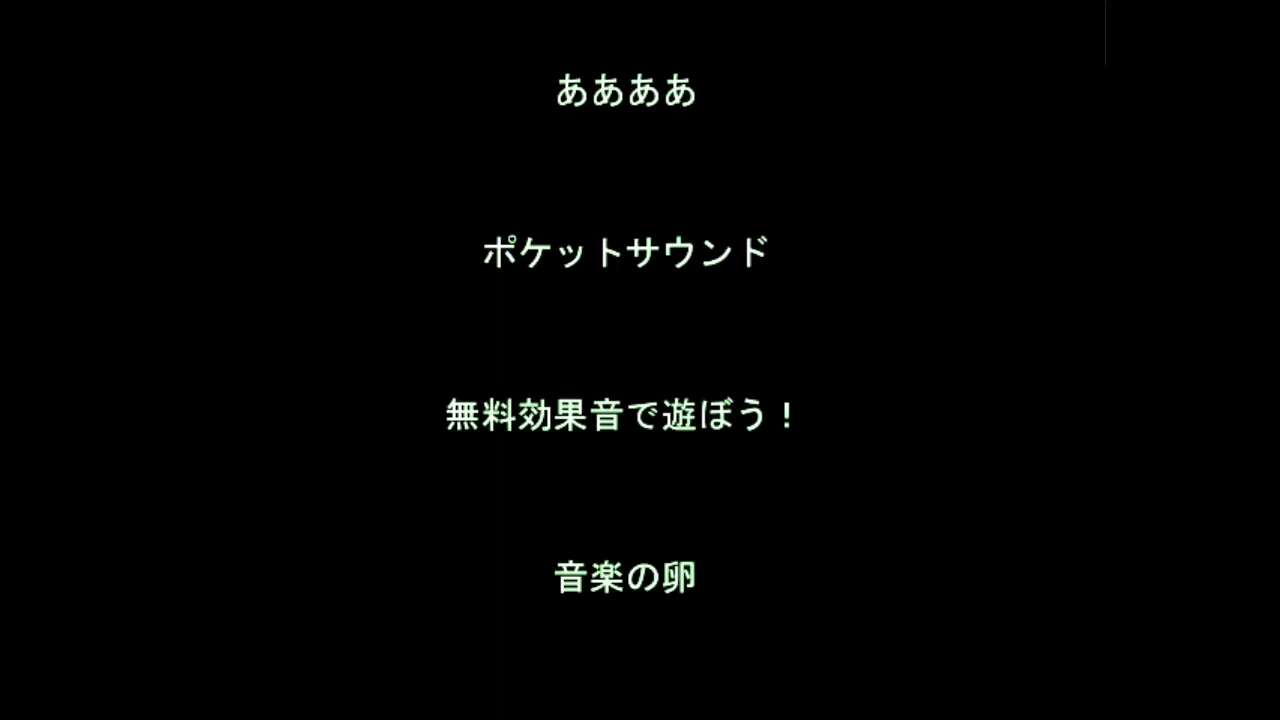 ああああ
ポケットサウンド
無料効果音で遊ぼう！
音楽の卵